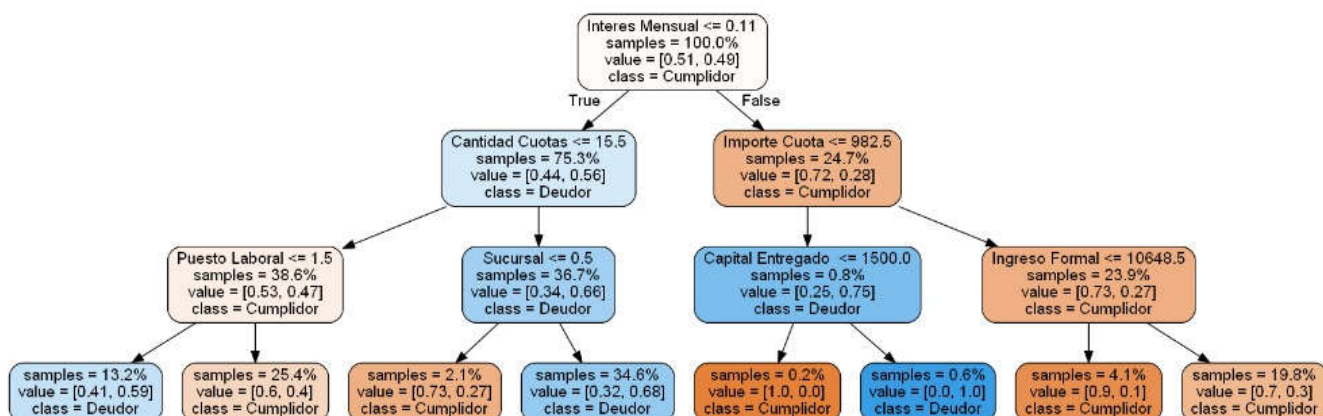 Interes Mensual <= 0.11
samples = 100.0%
value = [0.51, 0.49]
class = Cumplidor
True
False
Cantidad Cuotas <= 15.5
samples = 75.3%
value = [0.44, 0.56]
class = Deudor
Importe Cuota <= 982.5
samples = 24.7%
value = [0.72, 0.28]
class = Cumplidor
Puesto Laboral <= 1.5
samples = 38.6%
value = [0.53, 0.47]
class = Cumplidor
Sucursal <= 0.5
samples = 36.7%
value = [0.34, 0.66]
class = Deudor
Capital Entregado <= 1500.0
samples = 0.8%
value = [0.25, 0.75]
class = Deudor
Ingreso Formal <= 10648.5
samples = 23.9%
value = [0.73, 0.27]
class = Cumplidor
samples = 13.2%
value = [0.41, 0.59]
class = Deudor
samples = 25.4%
value = [0.6, 0.4]
class = Cumplidor
samples = 2.1%
value = [0.73, 0.27]
class = Cumplidor
samples = 34.6%
value = [0.32, 0.68]
class = Deudor
samples = 0.2%
value = [1.0, 0.0]
class = Cumplidor
samples = 0.6%
value = [0.0, 1.0]
class = Deudor
samples = 4.1%
value = [0.9, 0.1]
class = Cumplidor
samples = 19.8%
value = [0.7, 0.3]
class = Cumplidor